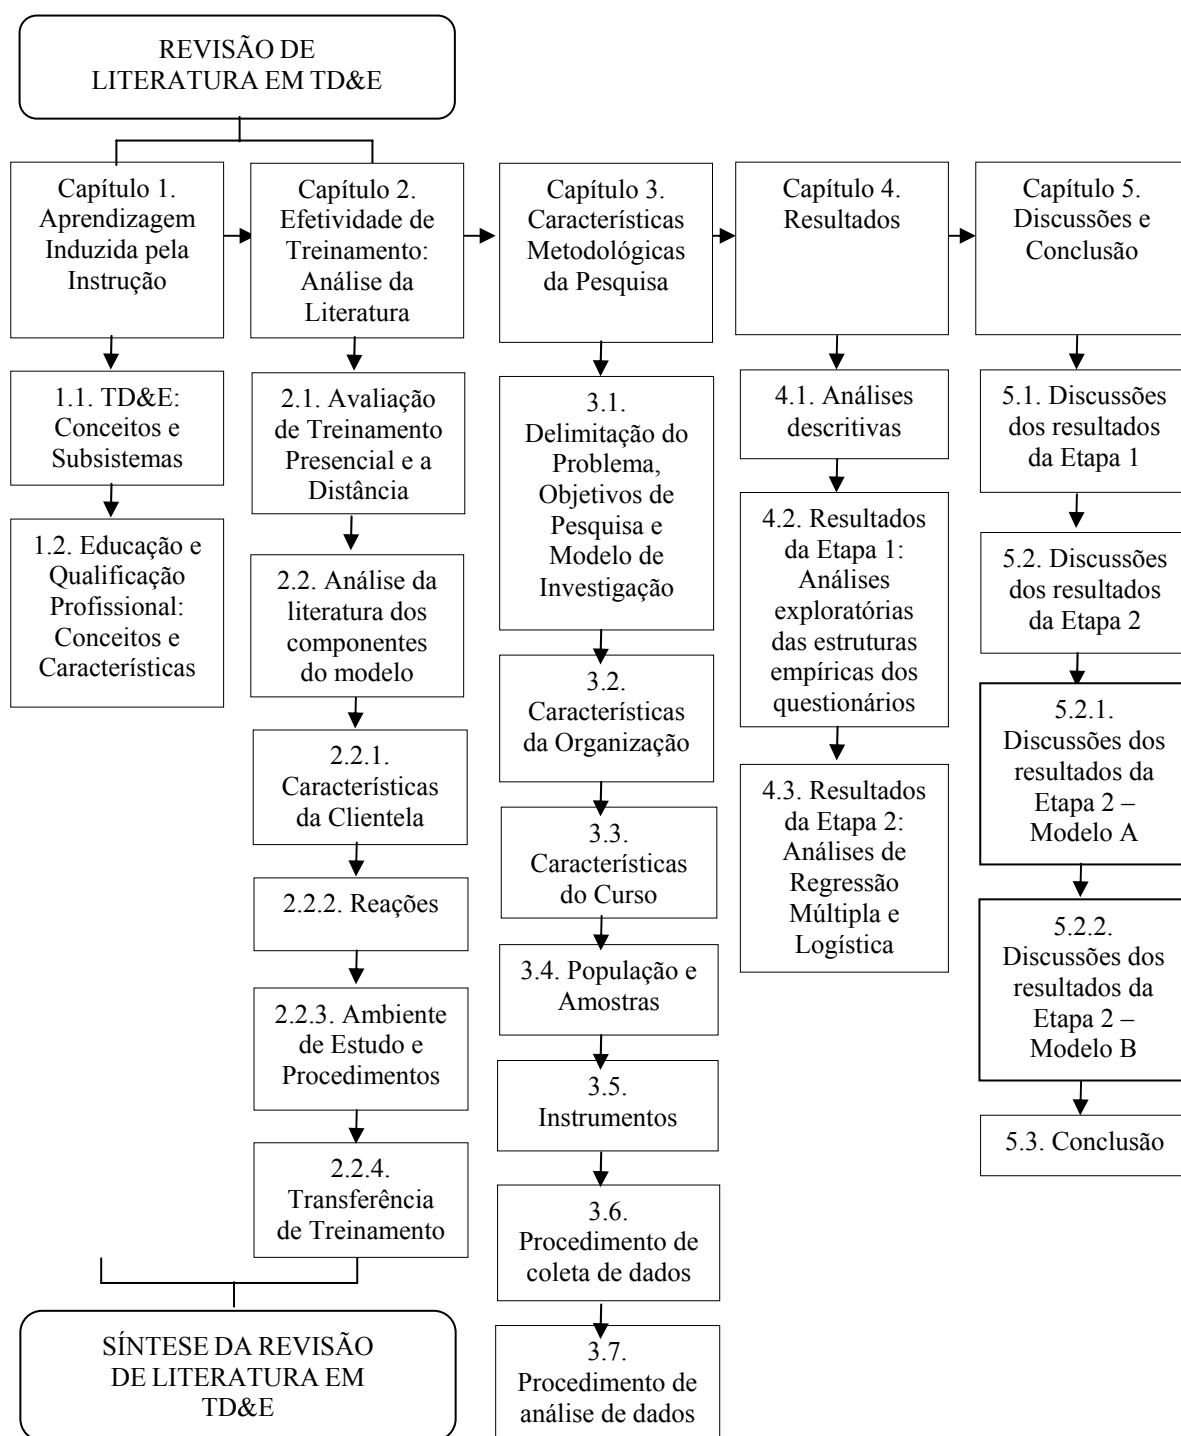 REVISÃO DE
LITERATURA EM TD&E
Capítulo 1.
Aprendizagem
Induzida pela
Instrução
1.1. TD&E:
Conceitos e
Subsistemas
1.2. Educação e
Qualificação
Profissional:
Conceitos e
Características
Capítulo 2.
Efetividade de
Treinamento:
Análise da
Literatura
2.1. Avaliação
de Treinamento
Presencial e a
Distância
2.2. Análise da
literatura dos
componentes
do modelo
2.2.1.
Características
da Clientela
2.2.2. Reações
2.2.3. Ambiente
de Estudo e
Procedimentos
2.2.4.
Transferência
de Treinamento
SÍNTESE DA REVISÃO
DE LITERATURA EM
TD&E
Capítulo 3.
Características
Metodológicas
da Pesquisa
3.1.
Delimitação do
Problema,
Objetivos de
Pesquisa e
Modelo de
Investigação
3.2.
Características
da Organização
3.3.
Características
do Curso
3.4. População e
Amostras
3.5.
Instrumentos
3.6.
Procedimento de
coleta de dados
3.7.
Procedimento de
análise de dados
Capítulo 4.
Resultados
4.1. Análises
descritivas
4.2. Resultados
da Etapa 1:
Análises
exploratórias
das estruturas
empíricas dos
questionários
4.3. Resultados
da Etapa 2:
Análises de
Regressão
Múltipla e
Logística
Capítulo 5.
Discussões e
Conclusão
5.1. Discussões
dos resultados
da Etapa 1
5.2. Discussões
dos resultados
da Etapa 2
5.2.1.
Discussões dos
resultados da
Etapa 2 –
Modelo A
5.2.2.
Discussões dos
resultados da
Etapa 2 –
Modelo B
5.3. Conclusão